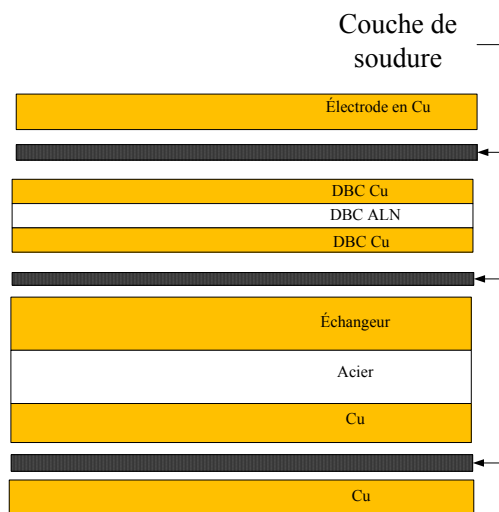 Couche de
soudure
Électrode en Cu
DBC Cu
DBC ALN
DBC Cu
Échangeur
Acier
Cu
Cu